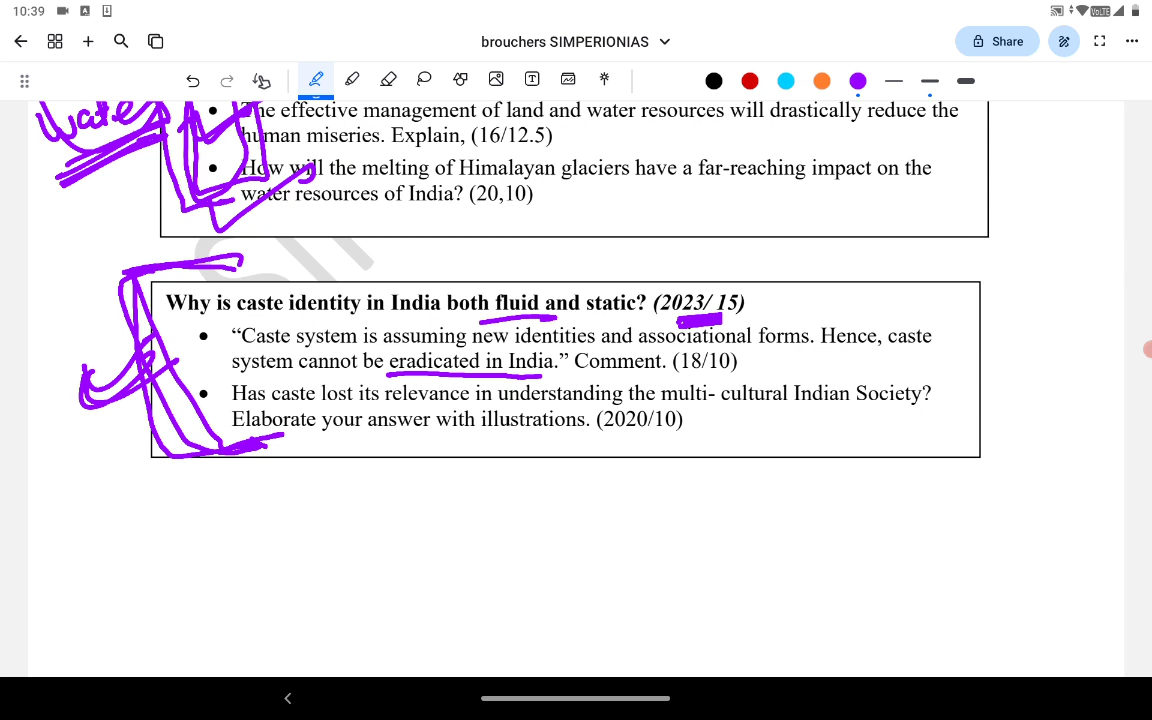 10:39
VoLTE
brouchers SIMPERIONIAS
Share
Water
The effective management of land and water resources will drastically reduce the
human miseries. Explain, (16/12.5)
How will the melting of Himalayan glaciers have a far-reaching impact on the
water resources of India? (20,10)
Why is caste identity in India both fluid and static? (2023/ 15)
“Caste system is assuming new identities and associational forms. Hence, caste
system cannot be eradicated in India.” Comment. (18/10)
Has caste lost its relevance in understanding the multi- cultural Indian Society?
Elaborate your answer with illustrations. (2020/10)